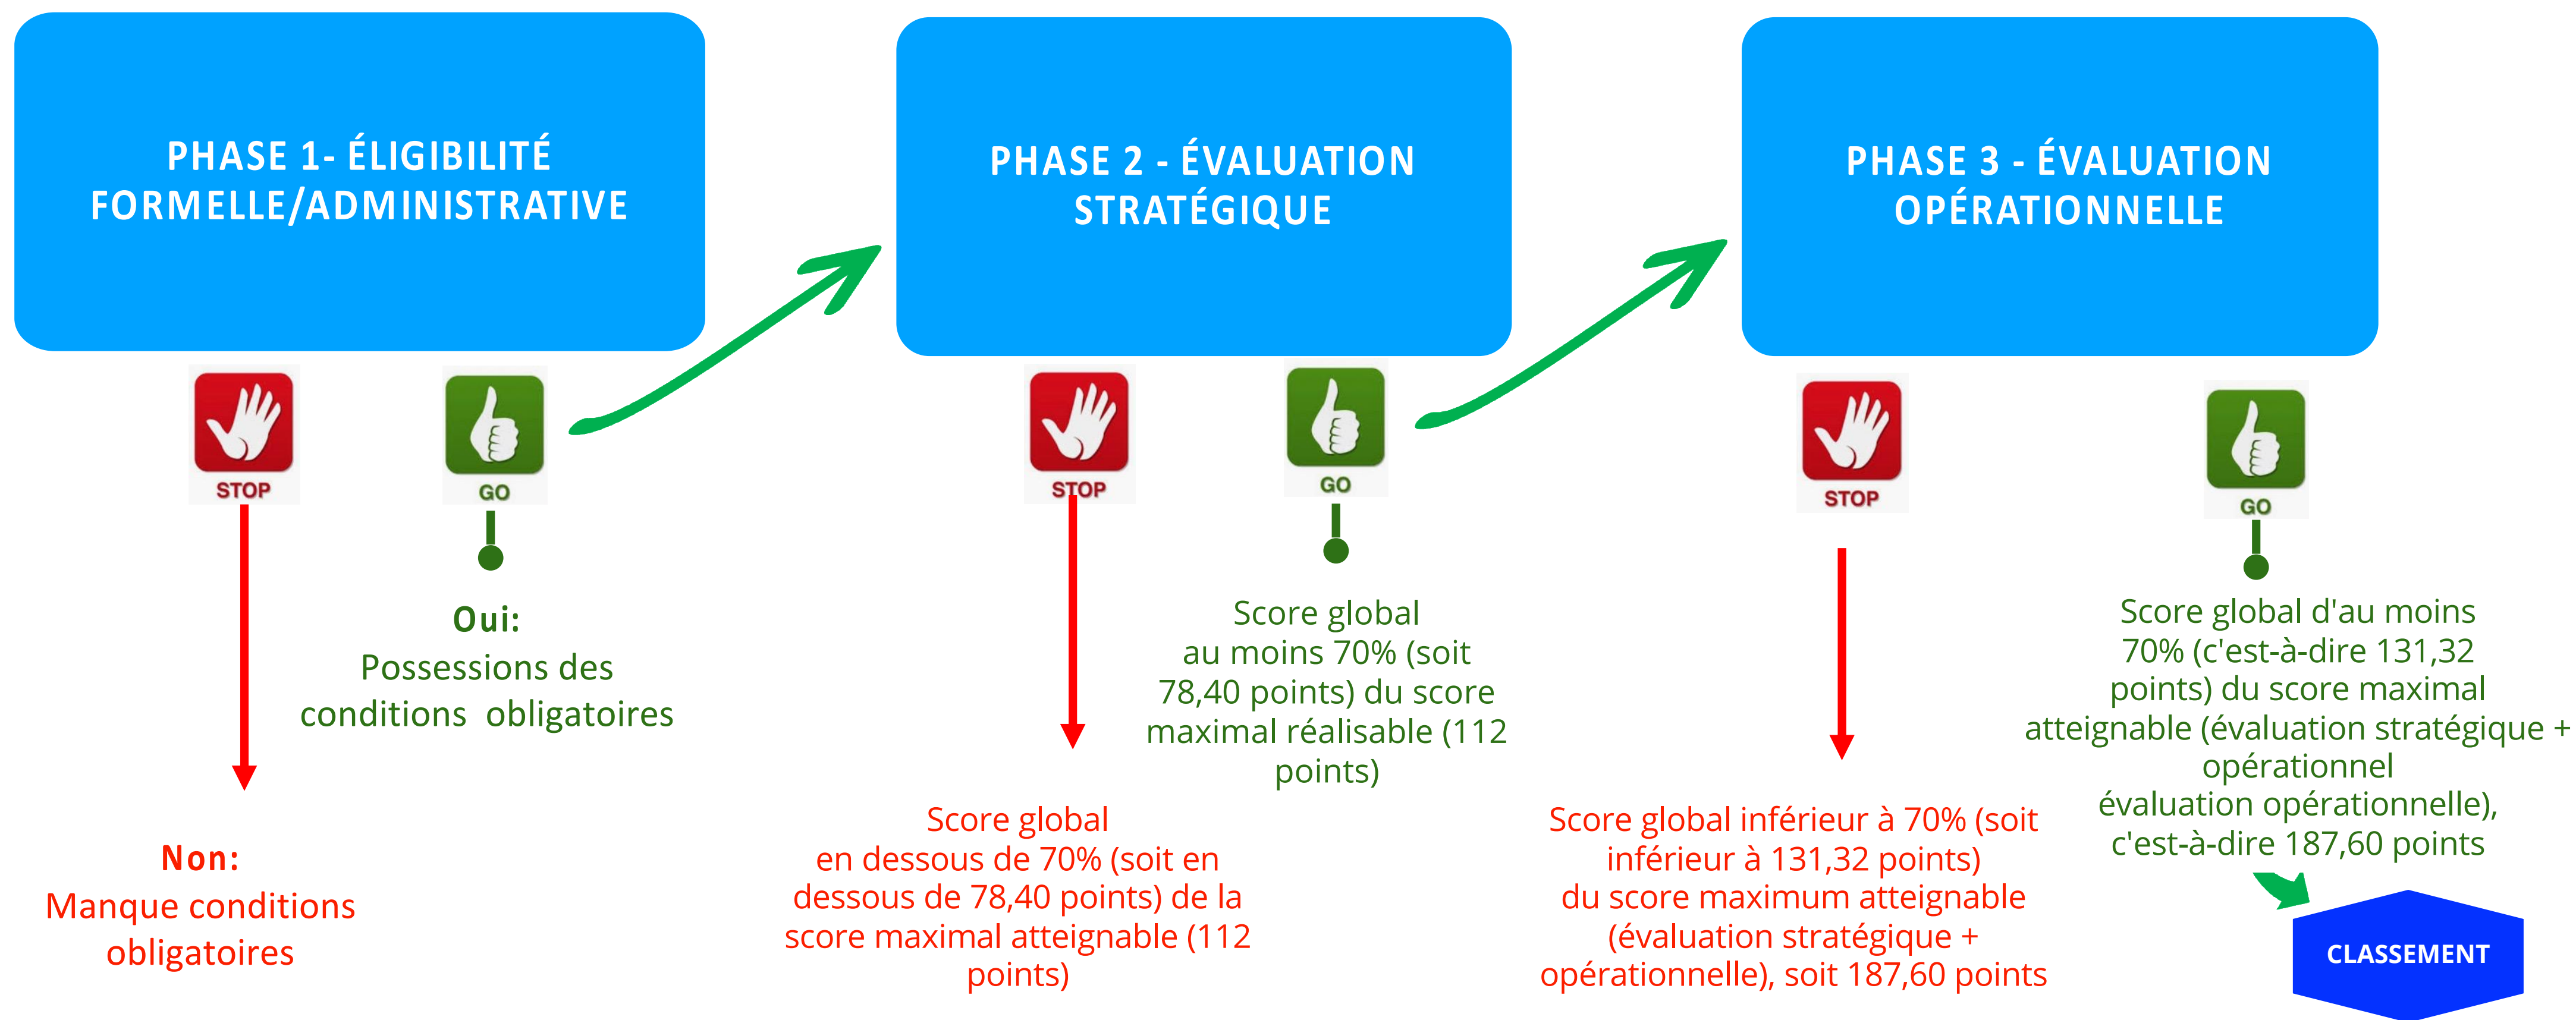 PHASE 1- ÉLIGIBILITÉ
FORMELLE/ADMINISTRATIVE
STOP
GO
Oui:
Possessions des
conditions obligatoires
Non:
Manque conditions
obligatoires
PHASE 2 - ÉVALUATION
STRATÉGIQUE
STOP
GO
Score global
au moins 70% (soit
78,40 points) du score
maximal réalisable (112
points)
Score global
en dessous de 70% (soit en
dessous de 78,40 points) de la
score maximal atteignable (112
points)
PHASE 3 - ÉVALUATION
OPÉRATIONNELLE
STOP
GO
Score global inférieur à 70% (soit
inférieur à 131,32 points)
du score maximum atteignable
(évaluation stratégique +
opérationnelle), soit 187,60 points
Score global d'au moins
70% (c'est-à-dire 131,32
points) du score maximal
atteignable (évaluation stratégique +
opérationnel
évaluation opérationnelle),
c'est-à-dire 187,60 points
CLASSEMENT